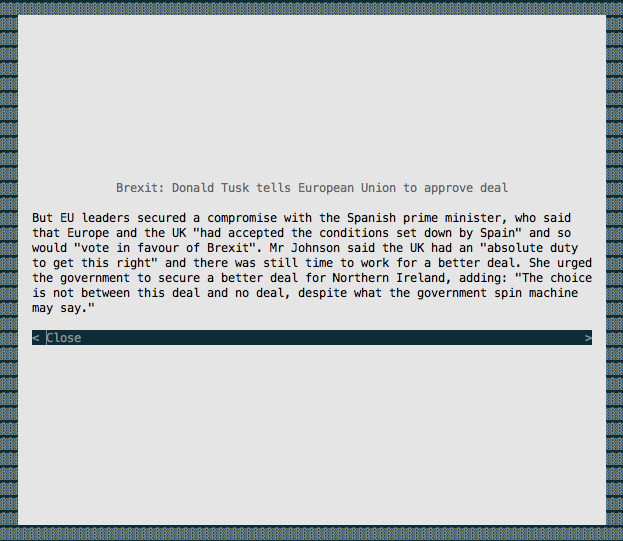 Brexit: Donald Tusk tells European Union to approve deal
But EU leaders secured a compromise with the Spanish prime minister, who said
that Europe and the UK "had accepted the conditions set down by Spain" and so
would "vote in favour of Brexit". Mr Johnson said the UK had an "absolute duty
to get this right" and there was still time to work for a better deal. She urged
the government to secure a better deal for Northern Ireland, adding: "The choice
is not between this deal and no deal, despite what the government spin machine
may say."
< Close >